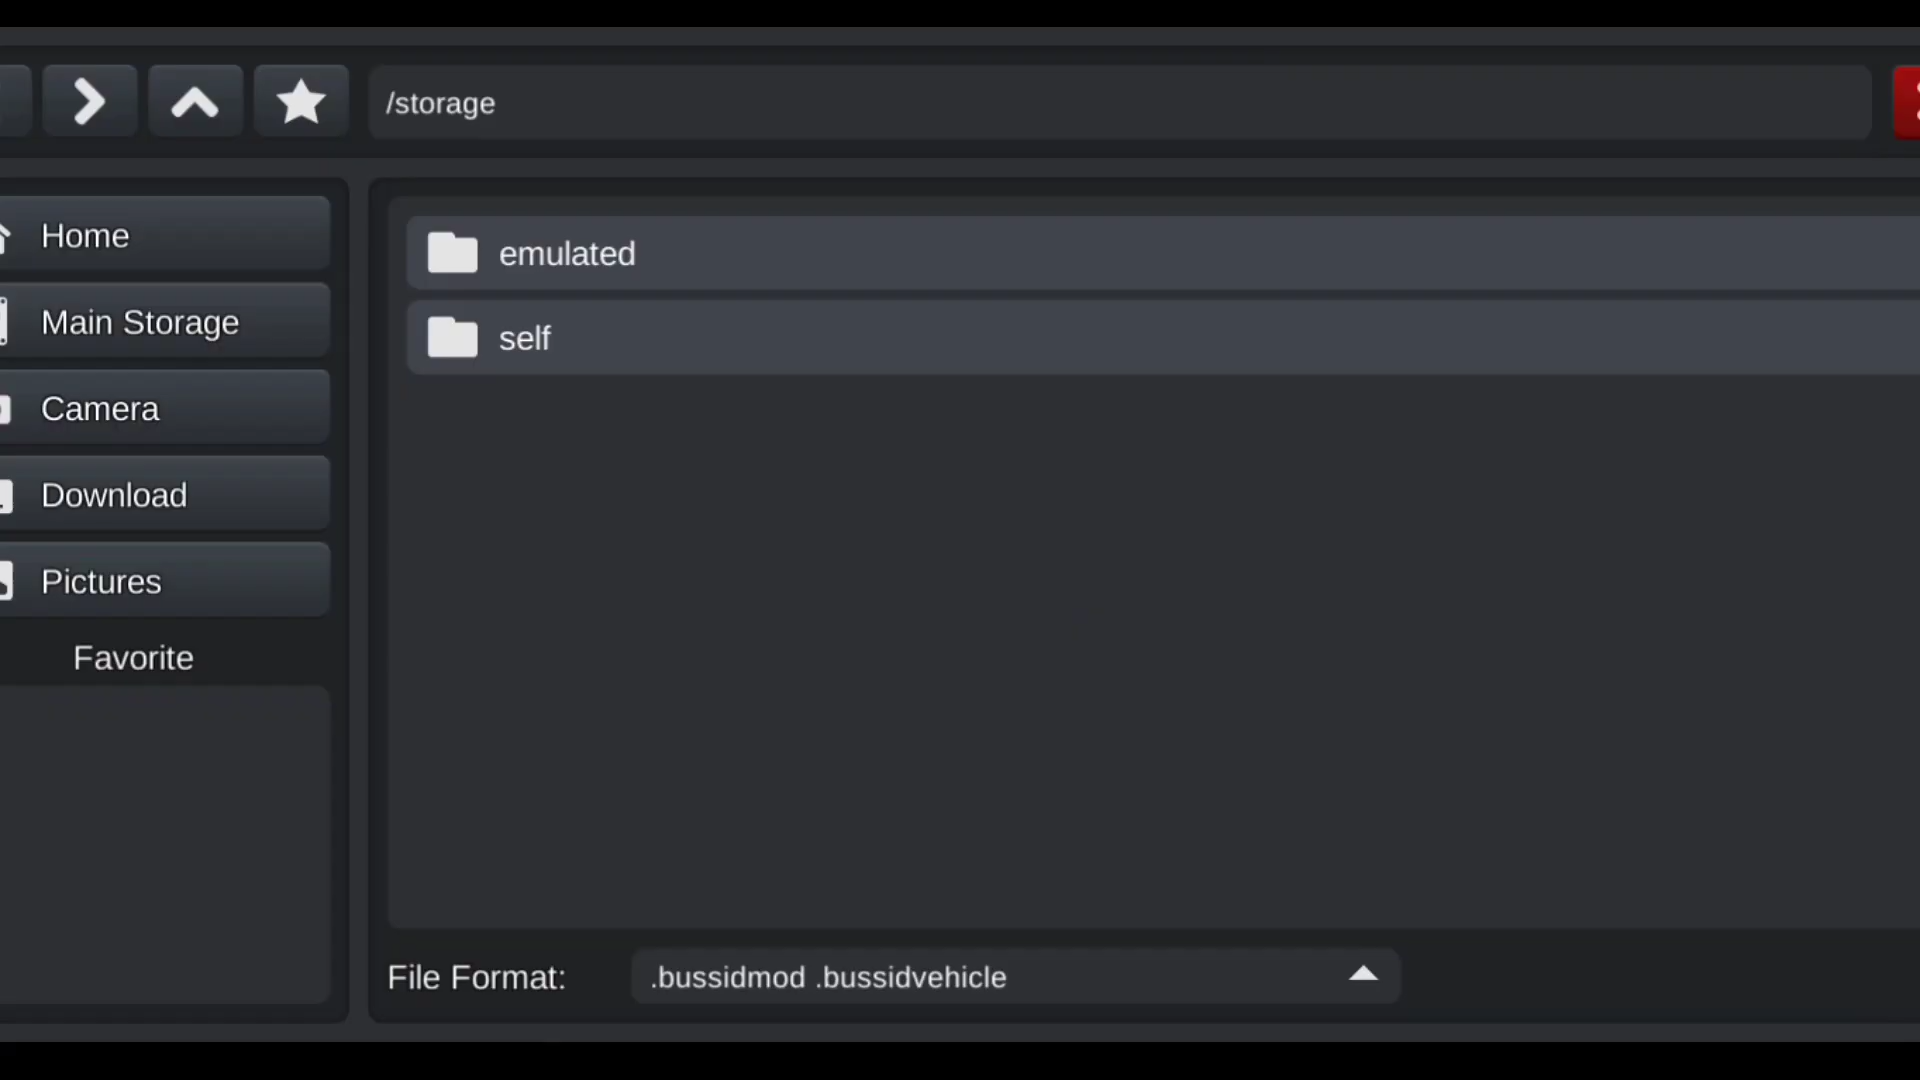 /storage
Home
Main Storage
Camera
Download
Pictures
Favorite
emulated
self
File Format:
.bussidmod .bussidvehicle